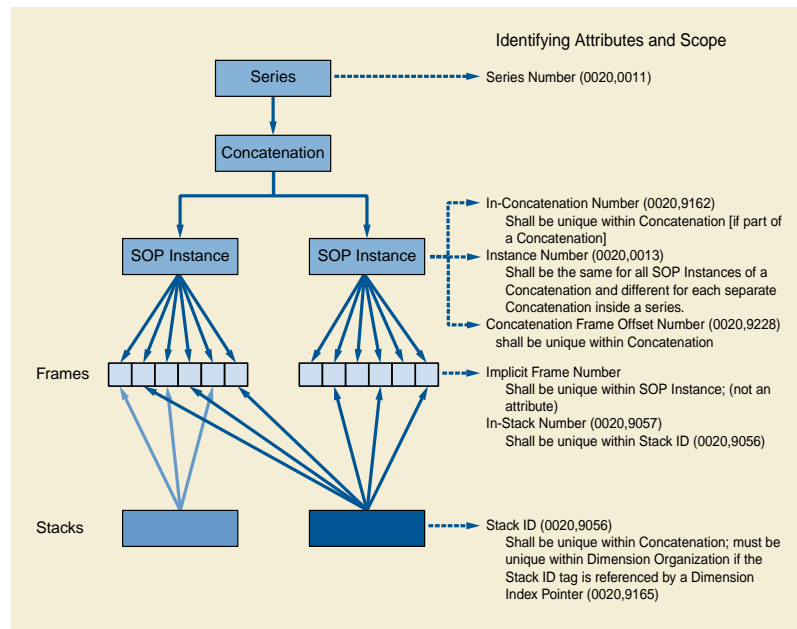 Identifying Attributes and Scope
Series
Series Number (0020,0011)
Concatenation
In-Concatenation Number (0020,9162)
Shall be unique within Concatenation [if part of
a Concatenation]
SOP Instance
SOP Instance
Instance Number (0020,0013)
Shall be the same for all SOP Instances of a
Concatenation and different for each separate
Concatenation inside a series.
Concatenation Frame Offset Number (0020,9228)
shall be unique within Concatenation
Frames
Implicit Frame Number
Shall be unique within SOP Instance; (not an
attribute)
In-Stack Number (0020,9057)
Shall be unique within Stack ID (0020,9056)
Stacks
Stack ID (0020,9056)
Shall be unique within Concatenation; must be
unique within Dimension Organization if the
Stack ID tag is referenced by a Dimension
Index Pointer (0020,9165)